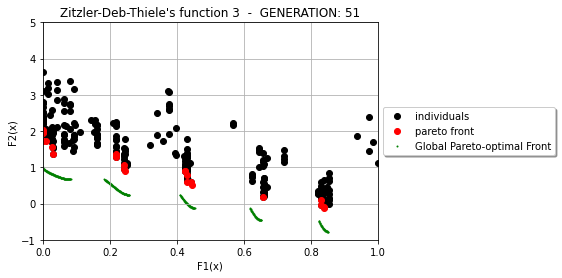 Zitzler-Deb-Thiele's function 3 - GENERATION: 51
5
4
3
2
1
0
-1
F2(x)
0.0 0.2 0.4 0.6 0.8 1.0
F1(x)
individuals
pareto front
Global Pareto-optimal Front